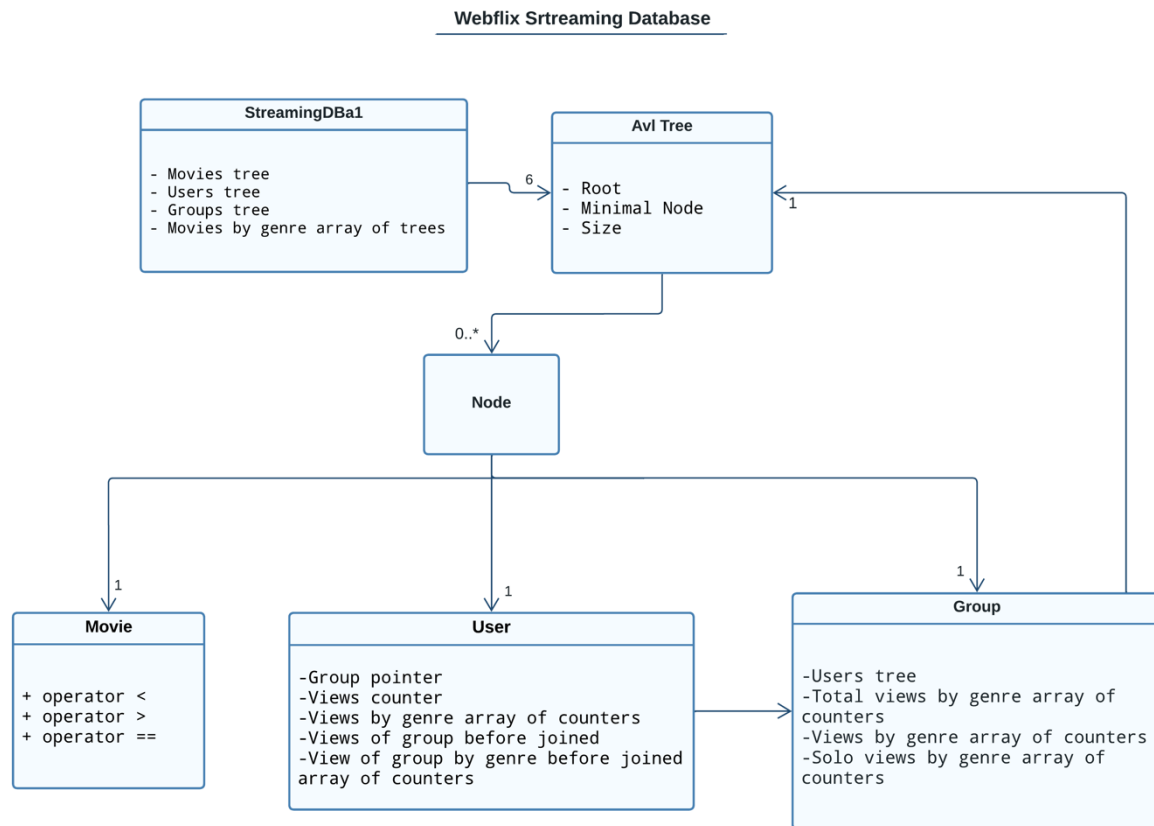 Webflix Srtreaming Database
StreamingDBa1
- Movies tree
- Users tree
- Groups tree
- Movies by genre array of trees
6
Avl Tree
- Root
- Minimal Node
- Size
1
0..*
Node
1
1
1
Movie
+ operator <
+ operator >
+ operator ==
User
-Group pointer
-Views counter
-Views by genre array of counters
-Views of group before joined
-View of group by genre before joined
array of counters
Group
-Users tree
-Total views by genre array of
counters
-Views by genre array of counters
-Solo views by genre array of
counters